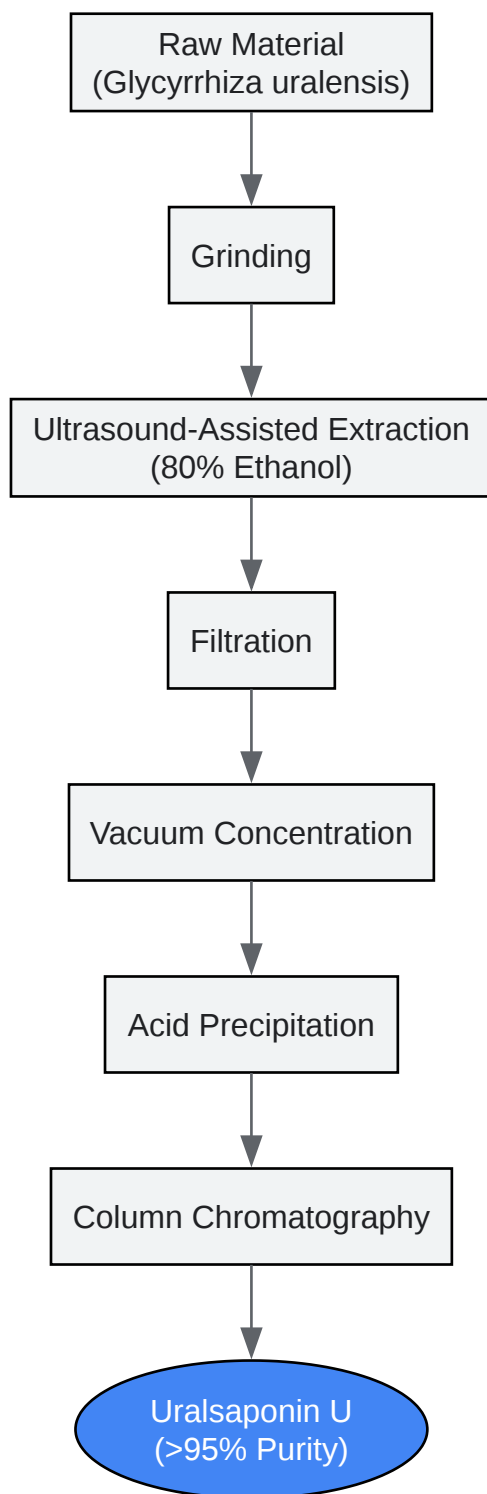 Raw Material
(Glycyrrhiza uralensis)
Grinding
Ultrasound-Assisted Extraction
(80% Ethanol)
Filtration
Vacuum Concentration
Acid Precipitation
Column Chromatography
Uralsaponin U
(>95% Purity)